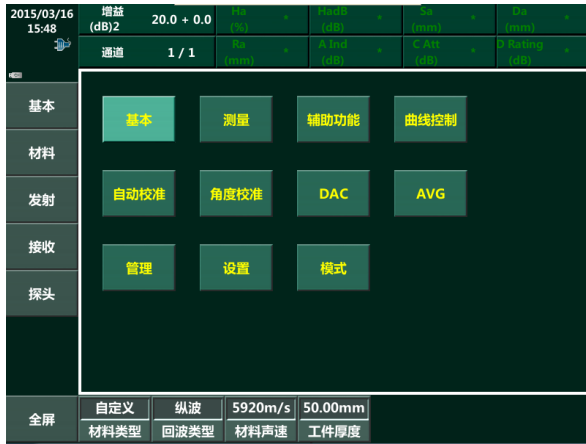 2015/03/16
15:48
增益
(dB)2
20.0 + 0.0
Ha
(%)
*
HadB
(dB)
*
Sa
(mm)
*
Da
(mm)
*
通道
1 / 1
Ra
(mm)
*
A Ind
(dB)
*
C Att
(dB)
*
D Rating
(dB)
*
基本
材料
发射
接收
探头
全屏
基本
测量
辅助功能
曲线控制
自动校准
角度校准
DAC
AVG
管理
设置
模式
自定义
纵波
5920m/s
50.00mm
材料类型
回波类型
材料声速
工件厚度